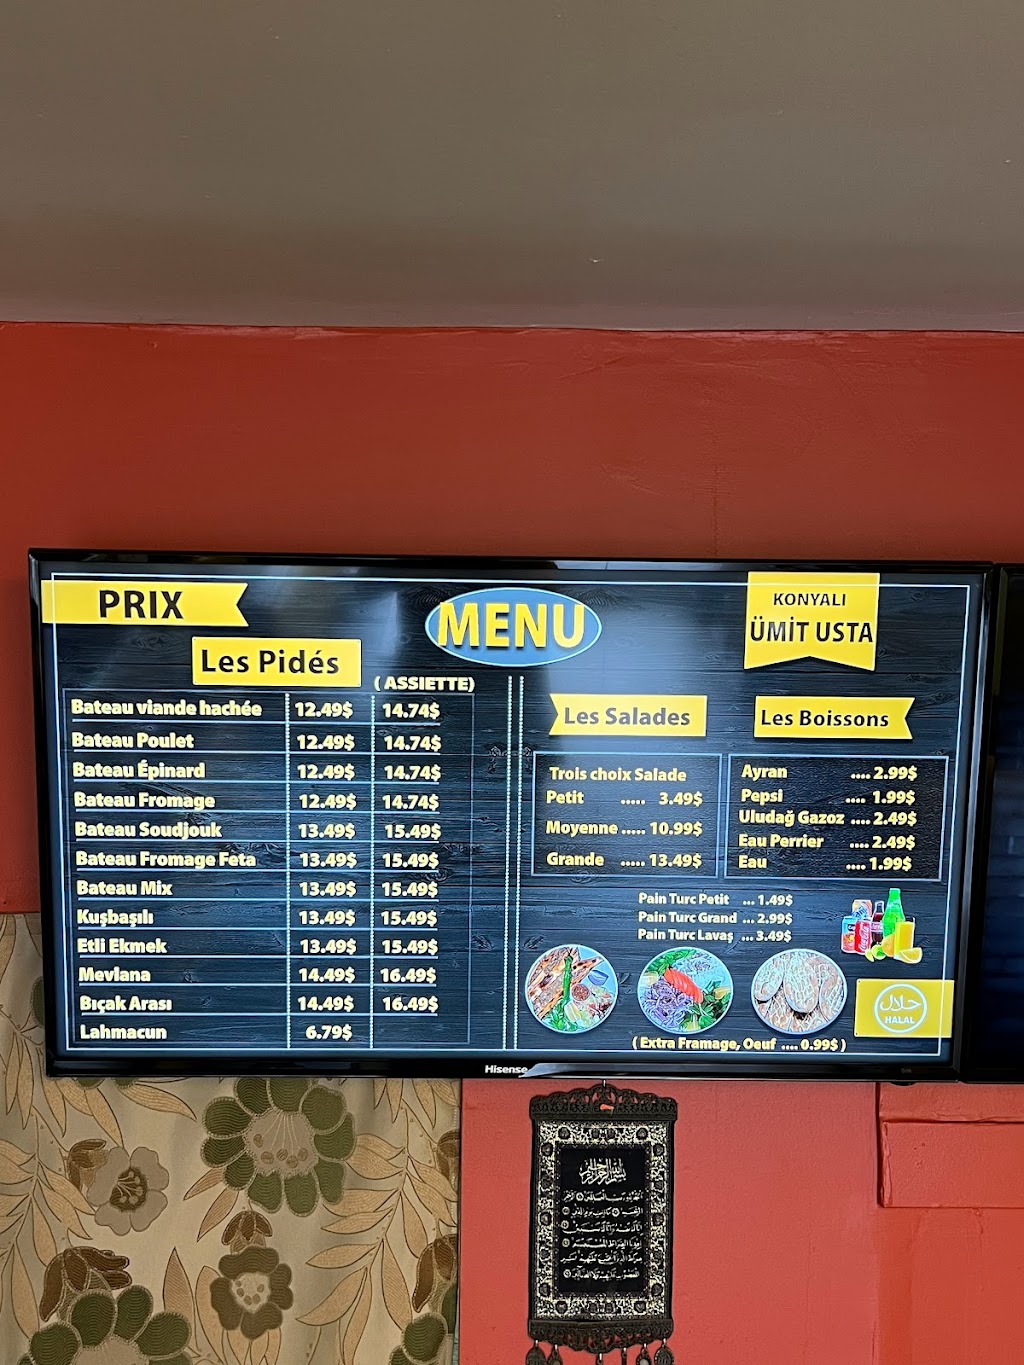 PRIX
MENU
KONYALI
ÜMİT USTA
Les Pidés
( ASSIETTE)
Bateau viande hachée 12.49$ 14.74$
Bateau Poulet 12.49$ 14.74$
Bateau Épinard 12.49$ 14.74$
Bateau Fromage 12.49$ 14.74$
Bateau Soudjouk 13.49$ 15.49$
Bateau Fromage Feta 13.49$ 15.49$
Bateau Mix 13.49$ 15.49$
Kuşbaşılı 13.49$ 15.49$
Etli Ekmek 13.49$ 15.49$
Mevlana 14.49$ 16.49$
Bıçak Arası 14.49$ 16.49$
Lahmacun 6.79$
Les Salades
Trois choix Salade
Petit ..... 3.49$
Moyenne ..... 10.99$
Grande ..... 13.49$
Les Boissons
Ayran .... 2.99$
Pepsi .... 1.99$
Uludağ Gazoz .... 2.49$
Eau Perrier .... 2.49$
Eau .... 1.99$
Pain Turc Petit ... 1.49$
Pain Turc Grand ... 2.99$
Pain Turc Lavaş ... 3.49$
حلال
HALAL
( Extra Framage, Oeuf .... 0.99$ )
Hisense